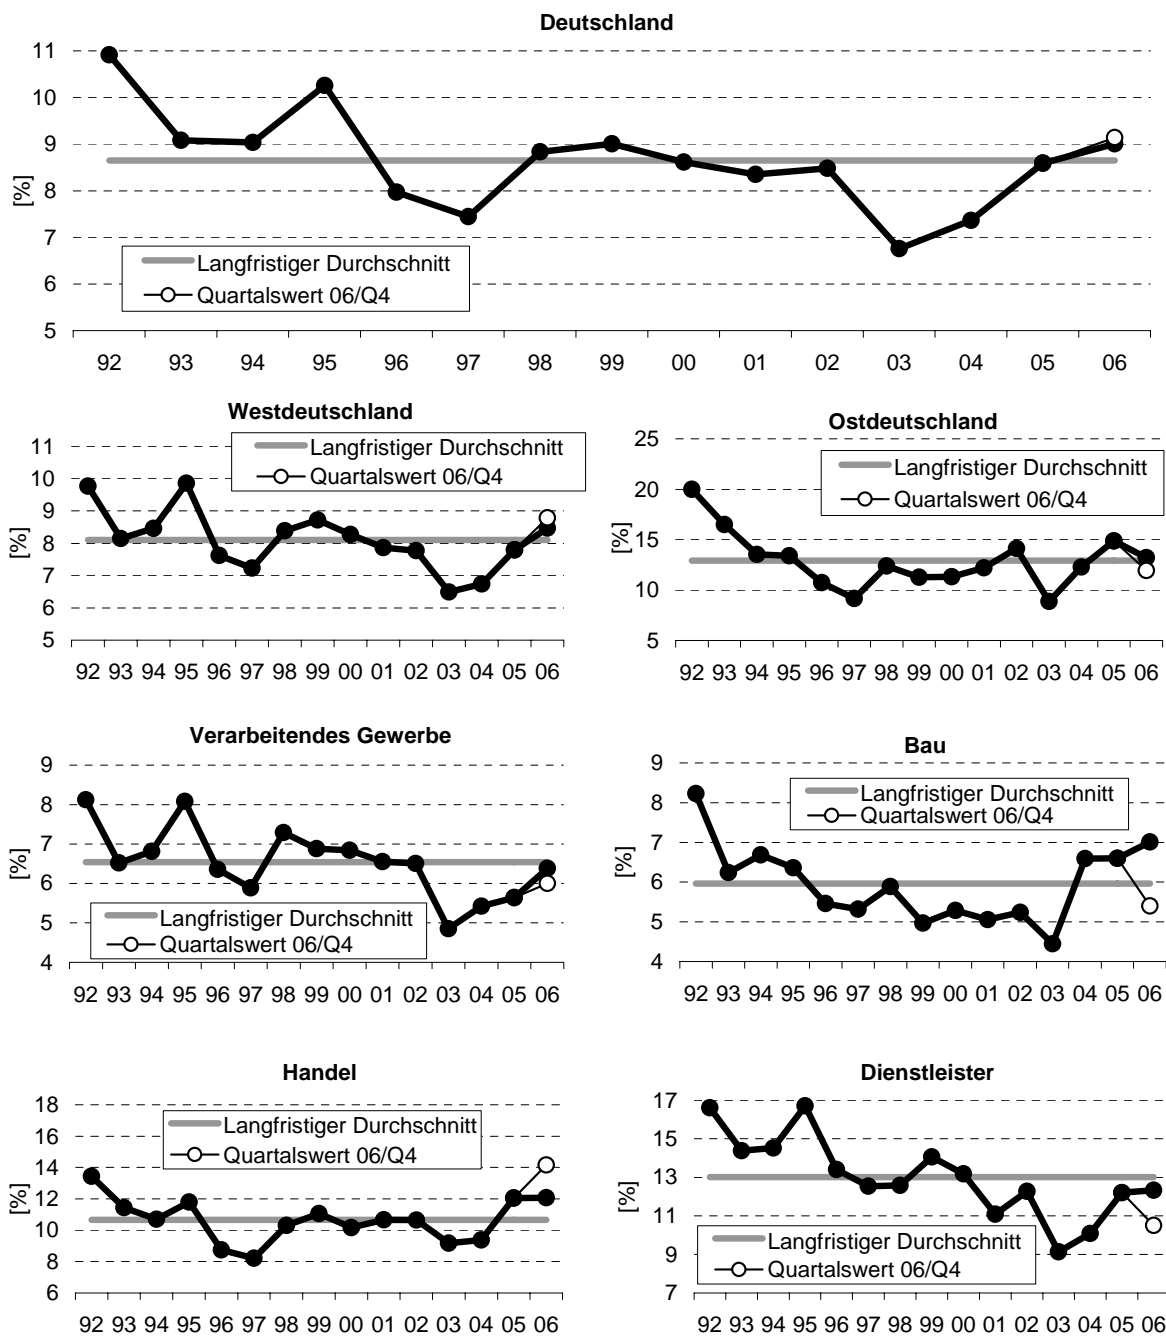 Deutschland
11
10
9
8
7
6
5
[%]
Langfristiger Durchschnitt
Quartalswert 06/Q4
92 93 94 95 96 97 98 99 00 01 02 03 04 05 06
Westdeutschland
11
10
9
8
7
6
5
[%]
Langfristiger Durchschnitt
Quartalswert 06/Q4
92 93 94 95 96 97 98 99 00 01 02 03 04 05 06
Ostdeutschland
25
20
15
10
5
[%]
Langfristiger Durchschnitt
Quartalswert 06/Q4
92 93 94 95 96 97 98 99 00 01 02 03 04 05 06
Verarbeitendes Gewerbe
9
8
7
6
5
4
[%]
Langfristiger Durchschnitt
Quartalswert 06/Q4
92 93 94 95 96 97 98 99 00 01 02 03 04 05 06
Bau
9
8
7
6
5
4
[%]
Langfristiger Durchschnitt
Quartalswert 06/Q4
92 93 94 95 96 97 98 99 00 01 02 03 04 05 06
Handel
18
16
14
12
10
8
6
[%]
Langfristiger Durchschnitt
Quartalswert 06/Q4
92 93 94 95 96 97 98 99 00 01 02 03 04 05 06
Dienstleister
17
15
13
11
9
7
[%]
Langfristiger Durchschnitt
Quartalswert 06/Q4
92 93 94 95 96 97 98 99 00 01 02 03 04 05 06